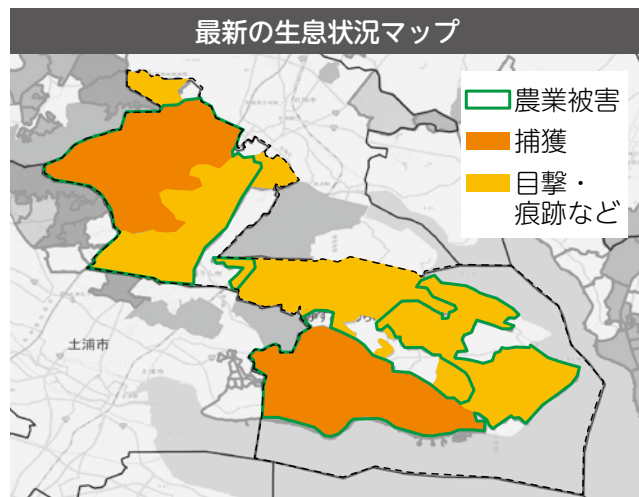 最新の生息状況マップ
農業被害
捕獲
目撃・
痕跡など
土浦市